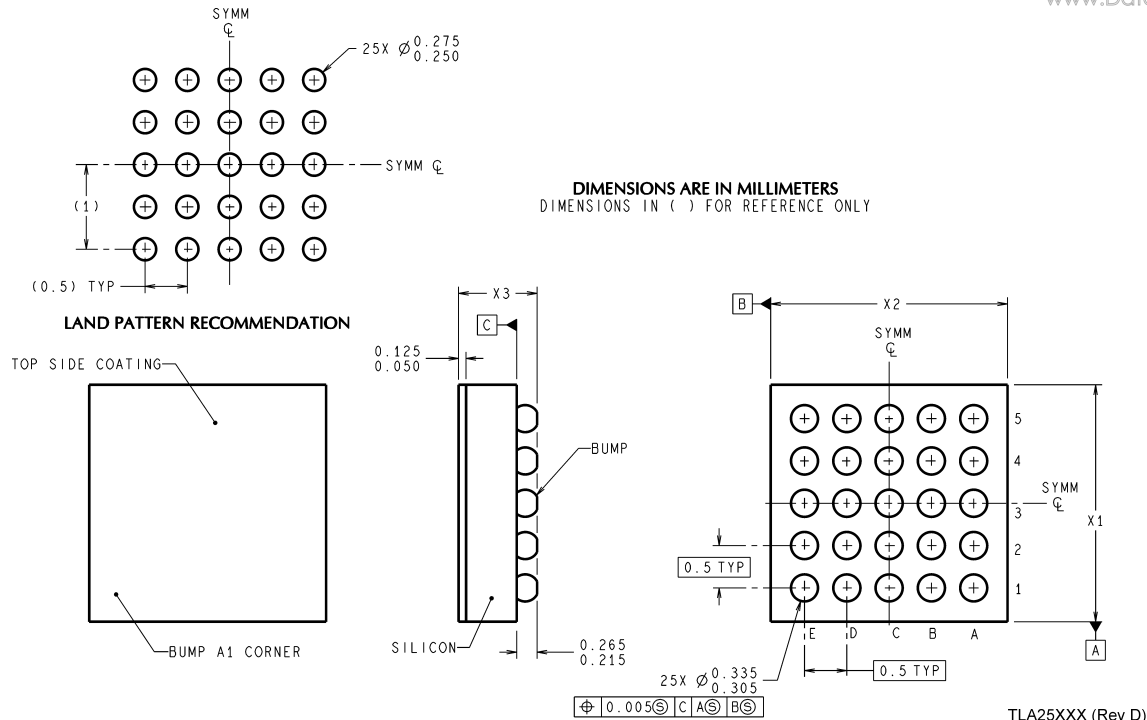 www.Data
SYMM
℄
25X Ø 0.275
0.250
SYMM ℄
(1)
(0.5) TYP
LAND PATTERN RECOMMENDATION
DIMENSIONS ARE IN MILLIMETERS
DIMENSIONS IN ( ) FOR REFERENCE ONLY
TOP SIDE COATING
BUMP A1 CORNER
X3
C
0.125
0.050
BUMP
SILICON
0.265
0.215
B
X2
SYMM
℄
5
4
SYMM
℄
3
X1
2
0.5 TYP
1
E D C B A
A
0.5 TYP
25X Ø 0.335
0.305
⌖ 0.005Ⓢ C AⓈ BⓈ
TLA25XXX (Rev D)